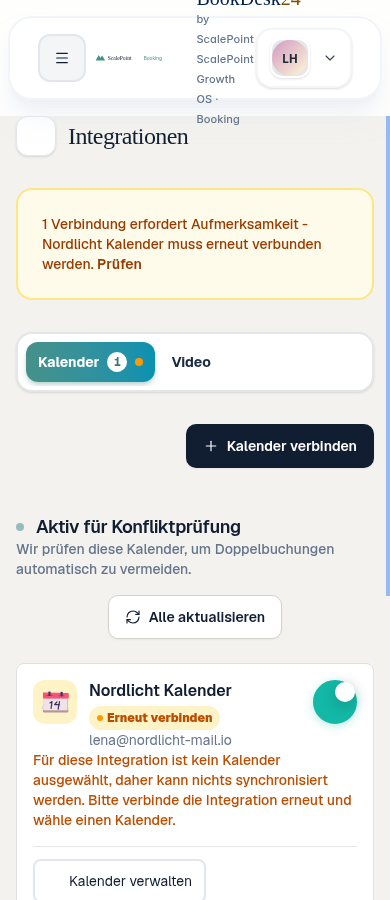 BookDesk24
by
ScalePoint
ScalePoint
Growth
OS ·
Booking
ScalePoint
Booking
LH
Integrationen
1 Verbindung erfordert Aufmerksamkeit -
Nordlicht Kalender muss erneut verbunden
werden. Prüfen
Kalender 1
Video
Kalender verbinden
Aktiv für Konfliktprüfung
Wir prüfen diese Kalender, um Doppelbuchungen
automatisch zu vermeiden.
Alle aktualisieren
14
Nordlicht Kalender
Erneut verbinden
lena@nordlicht-mail.io
Für diese Integration ist kein Kalender
ausgewählt, daher kann nichts synchronisiert
werden. Bitte verbinde die Integration erneut und
wähle einen Kalender.
Kalender verwalten